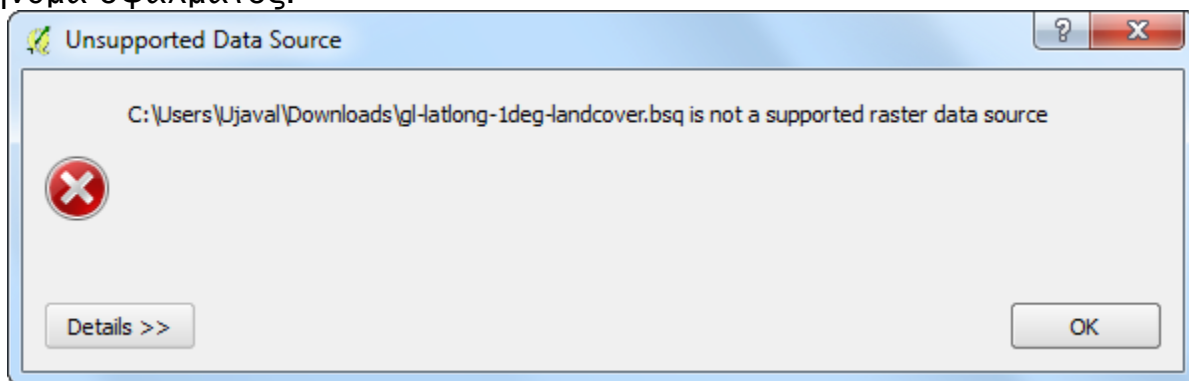 σφάλματος.
Unsupported Data Source
C:\Users\Ujaval\Downloads\gl-latlong-1deg-landcover.bsq is not a supported raster data source
Details >>
OK